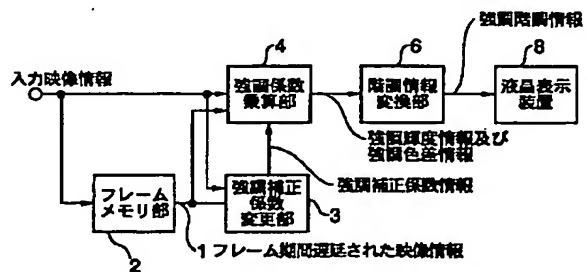 強調階調情報
4
6
8
入力映像情報
強調係数
乗算部
階調情報
変換部
液晶表示
装置
強調輝度情報及び
強調色差情報
強調補正係数情報
フレーム
メモリ部
強調補正
係数
変更部
3
1フレーム期間遅延された映像情報
2